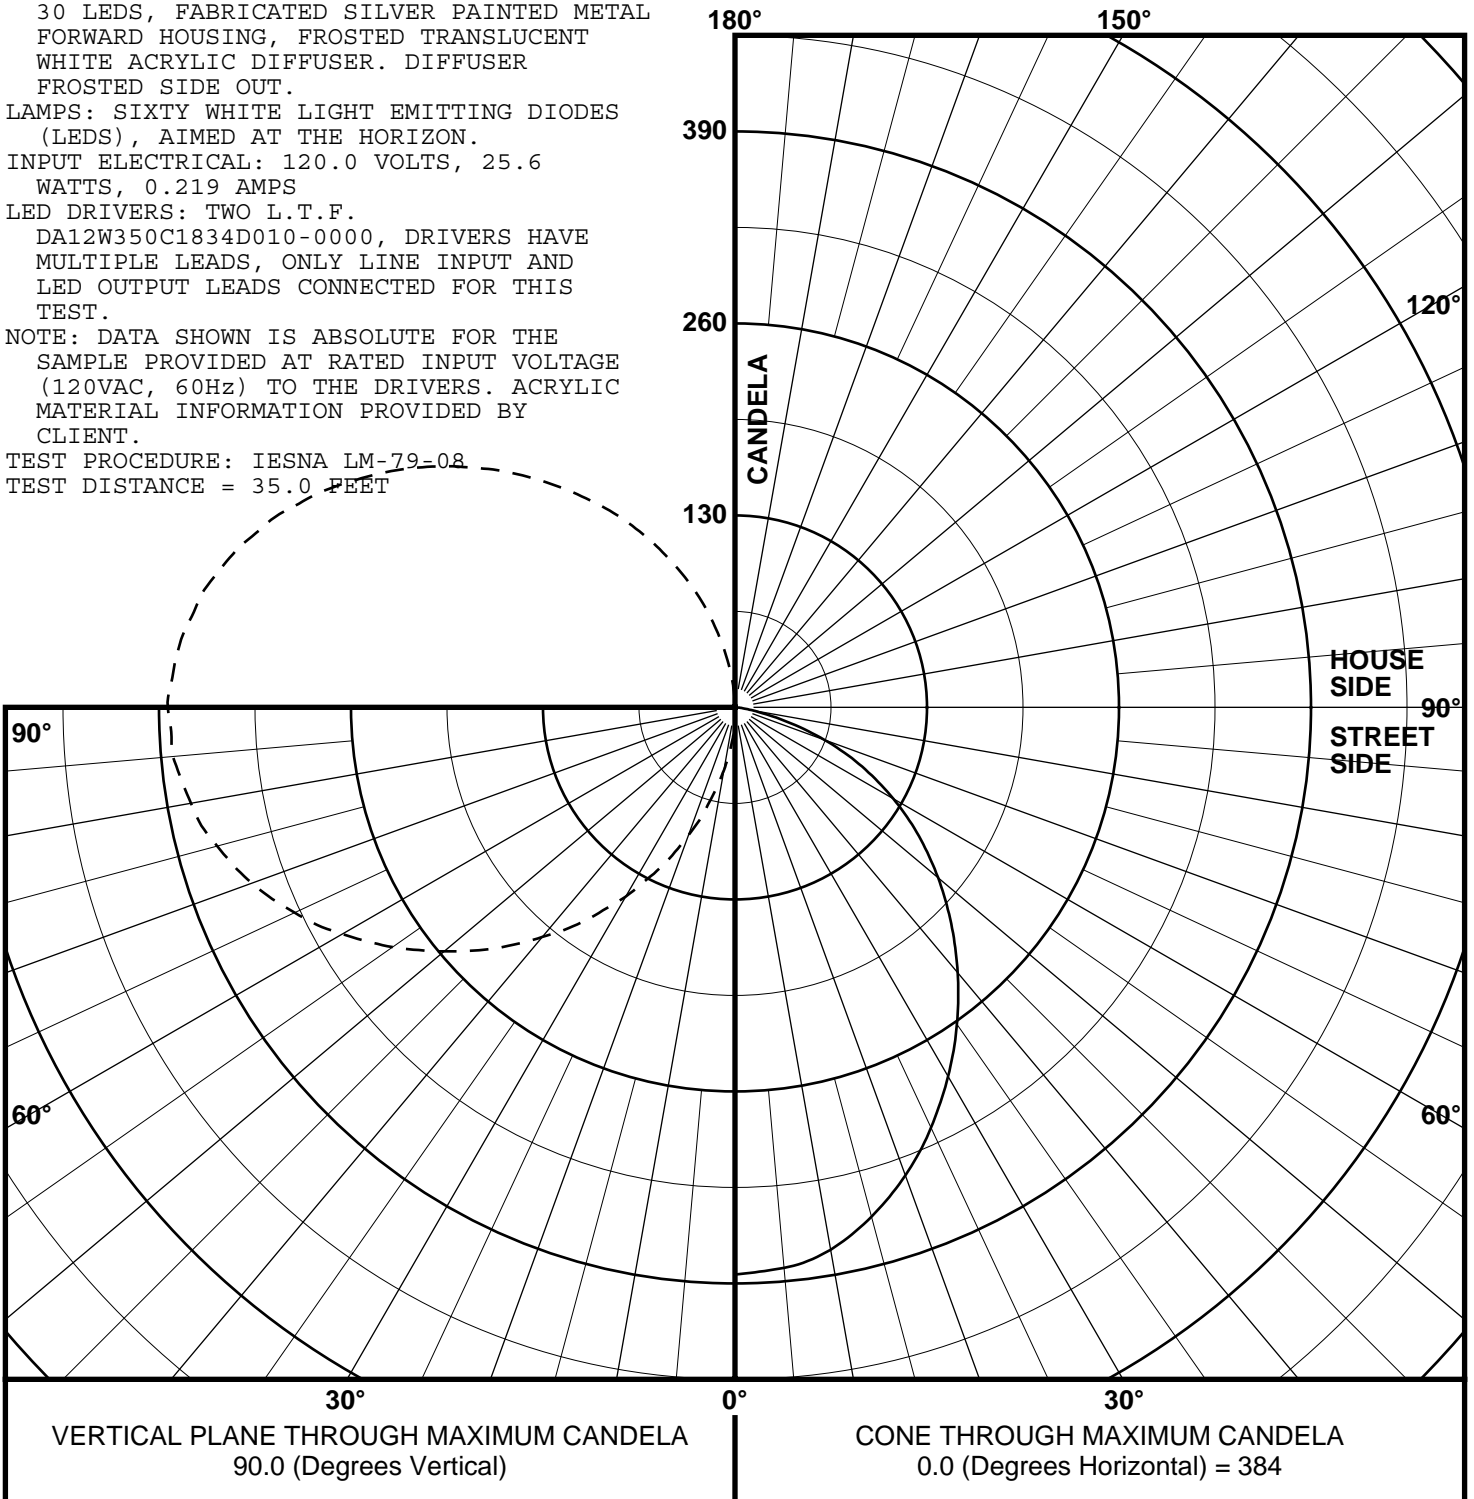 30 LEDS, FABRICATED SILVER PAINTED METAL
FORWARD HOUSING, FROSTED TRANSLUCENT
WHITE ACRYLIC DIFFUSER. DIFFUSER
FROSTED SIDE OUT.
LAMPS: SIXTY WHITE LIGHT EMITTING DIODES
(LEDS), AIMED AT THE HORIZON.
INPUT ELECTRICAL: 120.0 VOLTS, 25.6
WATTS, 0.219 AMPS
LED DRIVERS: TWO L.T.F.
DA12W350C1834D010-0000, DRIVERS HAVE
MULTIPLE LEADS, ONLY LINE INPUT AND
LED OUTPUT LEADS CONNECTED FOR THIS
TEST.
NOTE: DATA SHOWN IS ABSOLUTE FOR THE
SAMPLE PROVIDED AT RATED INPUT VOLTAGE
(120VAC, 60Hz) TO THE DRIVERS. ACRYLIC
MATERIAL INFORMATION PROVIDED BY
CLIENT.
TEST PROCEDURE: IESNA LM-79-08
TEST DISTANCE = 35.0 FEET
180°
150°
390
120°
260
CANDELA
130
HOUSE
SIDE
90°
90°
STREET
SIDE
60°
60°
30°
0°
30°
VERTICAL PLANE THROUGH MAXIMUM CANDELA
90.0 (Degrees Vertical)
CONE THROUGH MAXIMUM CANDELA
0.0 (Degrees Horizontal) = 384